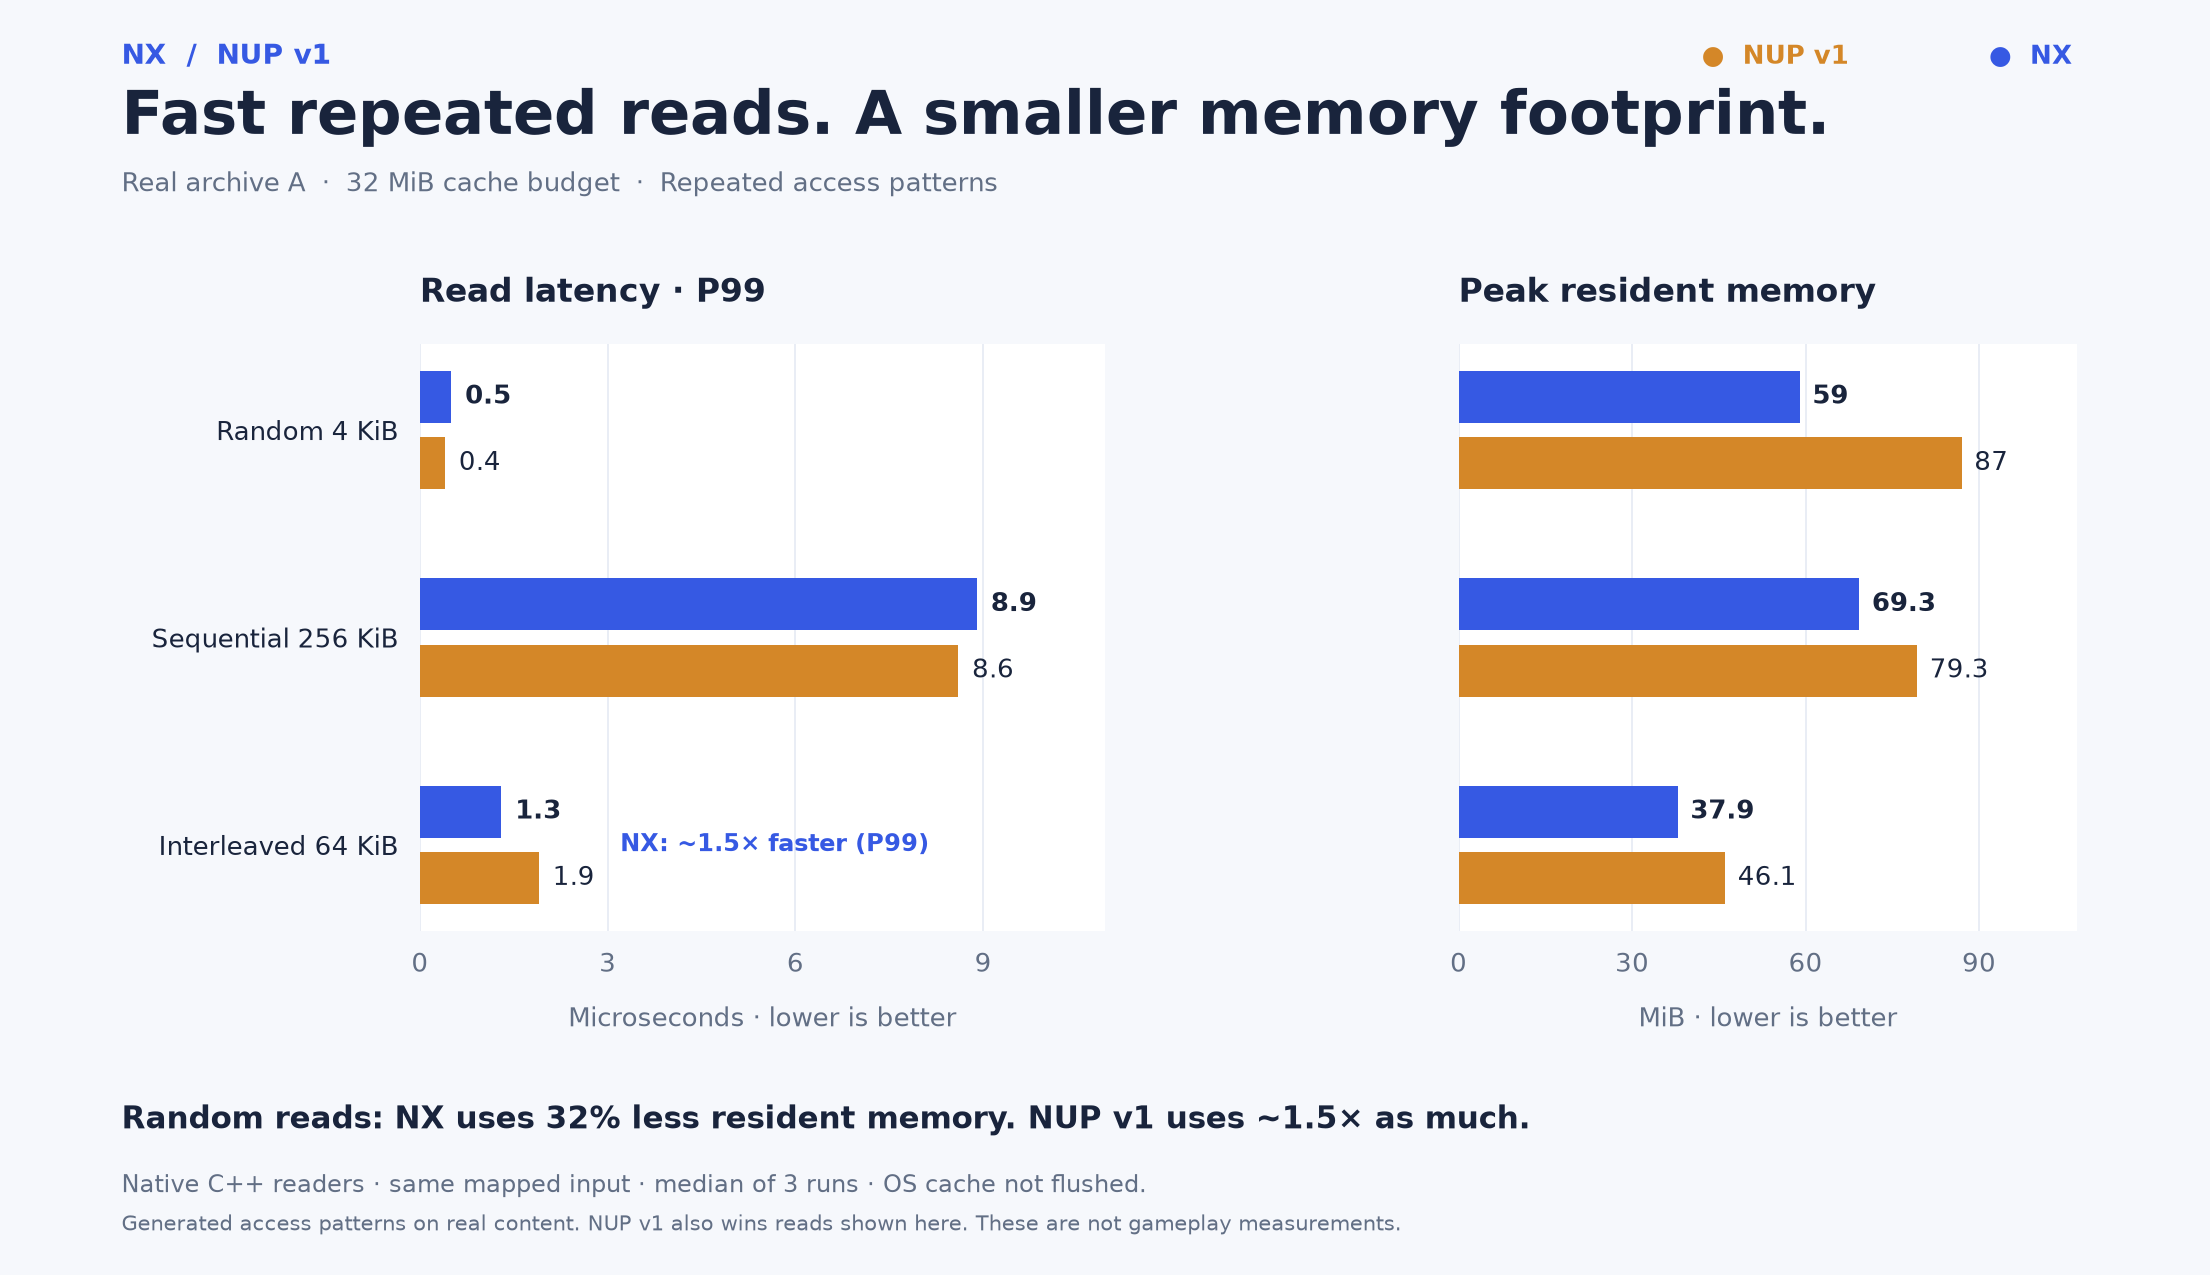 NX / NUP v1
NUP v1
NX
Fast repeated reads. A smaller memory footprint.
Real archive A · 32 MiB cache budget · Repeated access patterns
Read latency · P99
Random 4 KiB
0.5
0.4
Sequential 256 KiB
8.9
8.6
Interleaved 64 KiB
1.3
1.9
NX: ~1.5× faster (P99)
0 3 6 9
Microseconds · lower is better
Peak resident memory
59
87
69.3
79.3
37.9
46.1
0 30 60 90
MiB · lower is better
Random reads: NX uses 32% less resident memory. NUP v1 uses ~1.5× as much.
Native C++ readers · same mapped input · median of 3 runs · OS cache not flushed.
Generated access patterns on real content. NUP v1 also wins reads shown here. These are not gameplay measurements.